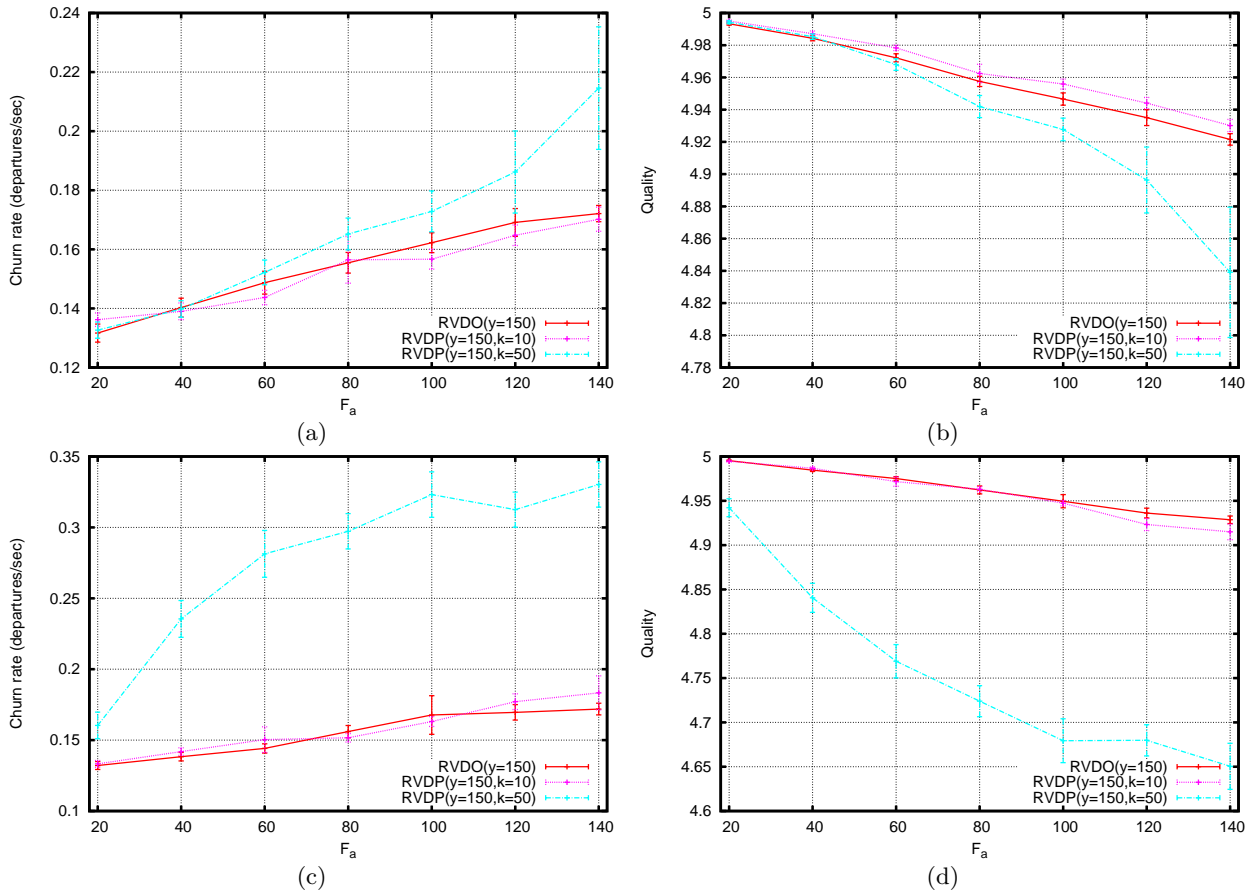 0.24
0.22
0.2
0.18
0.16
0.14
0.12
Churn rate (departures/sec)
RVDO(y=150)
RVDP(y=150,k=10)
RVDP(y=150,k=50)
20 40 60 80 100 120 140
F_a
(a)
5
4.98
4.96
4.94
4.92
4.9
4.88
4.86
4.84
4.82
4.8
4.78
Quality
RVDO(y=150)
RVDP(y=150,k=10)
RVDP(y=150,k=50)
20 40 60 80 100 120 140
F_a
(b)
0.35
0.3
0.25
0.2
0.15
0.1
Churn rate (departures/sec)
RVDO(y=150)
RVDP(y=150,k=10)
RVDP(y=150,k=50)
20 40 60 80 100 120 140
F_a
(c)
5
4.95
4.9
4.85
4.8
4.75
4.7
4.65
4.6
Quality
RVDO(y=150)
RVDP(y=150,k=10)
RVDP(y=150,k=50)
20 40 60 80 100 120 140
F_a
(d)